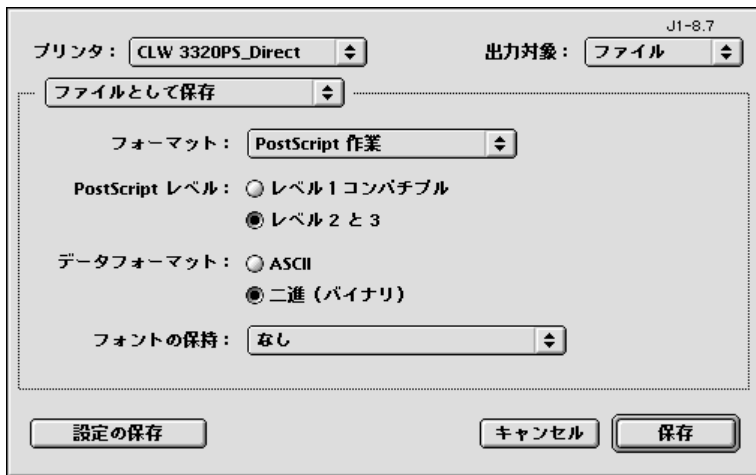 J1-8.7
プリンタ： CLW 3320PS_Direct 出力対象： ファイル
ファイルとして保存
フォーマット： PostScript 作業
PostScript レベル： レベル 1 コンパチブル
レベル 2 と 3
データフォーマット： ASCII
二進（バイナリ）
フォントの保持： なし
設定の保存 キャンセル 保存